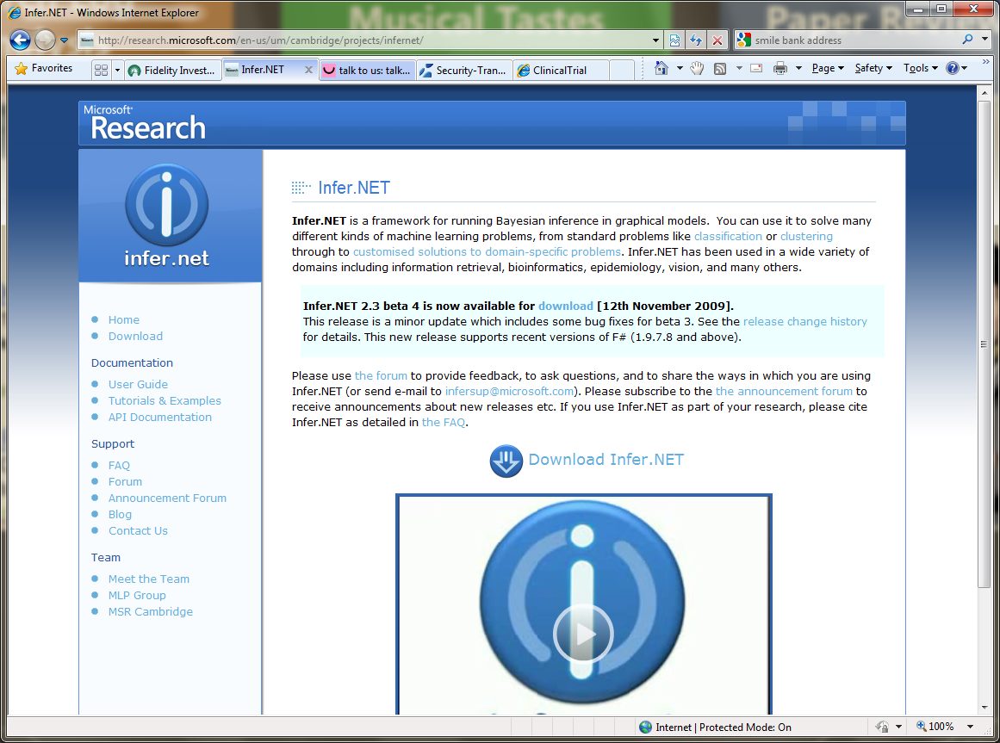 Musical Tastes
Infer.NET - Windows Internet Explorer
http://research.microsoft.com/en-us/um/cambridge/projects/infernet/
smile bank address
Favorites
Fidelity Invest...
Infer.NET
talk to us: talk...
Security-Tran...
ClinicalTrial
Page
Safety
Tools
Microsoft
Research
infer.net
Home
Download
Documentation
User Guide
Tutorials & Examples
API Documentation
Support
FAQ
Forum
Announcement Forum
Blog
Contact Us
Team
Meet the Team
MLP Group
MSR Cambridge
Infer.NET
Infer.NET is a framework for running Bayesian inference in graphical models. You can use it to solve many
different kinds of machine learning problems, from standard problems like classification or clustering
through to customised solutions to domain-specific problems. Infer.NET has been used in a wide variety of
domains including information retrieval, bioinformatics, epidemiology, vision, and many others.
Infer.NET 2.3 beta 4 is now available for download [12th November 2009].
This release is a minor update which includes some bug fixes for beta 3. See the release change history
for details. This new release supports recent versions of F# (1.9.7.8 and above).
Please use the forum to provide feedback, to ask questions, and to share the ways in which you are using
Infer.NET (or send e-mail to infersup@microsoft.com). Please subscribe to the the announcement forum to
receive announcements about new releases etc. If you use Infer.NET as part of your research, please cite
Infer.NET as detailed in the FAQ.
Download Infer.NET
Internet | Protected Mode: On
100%